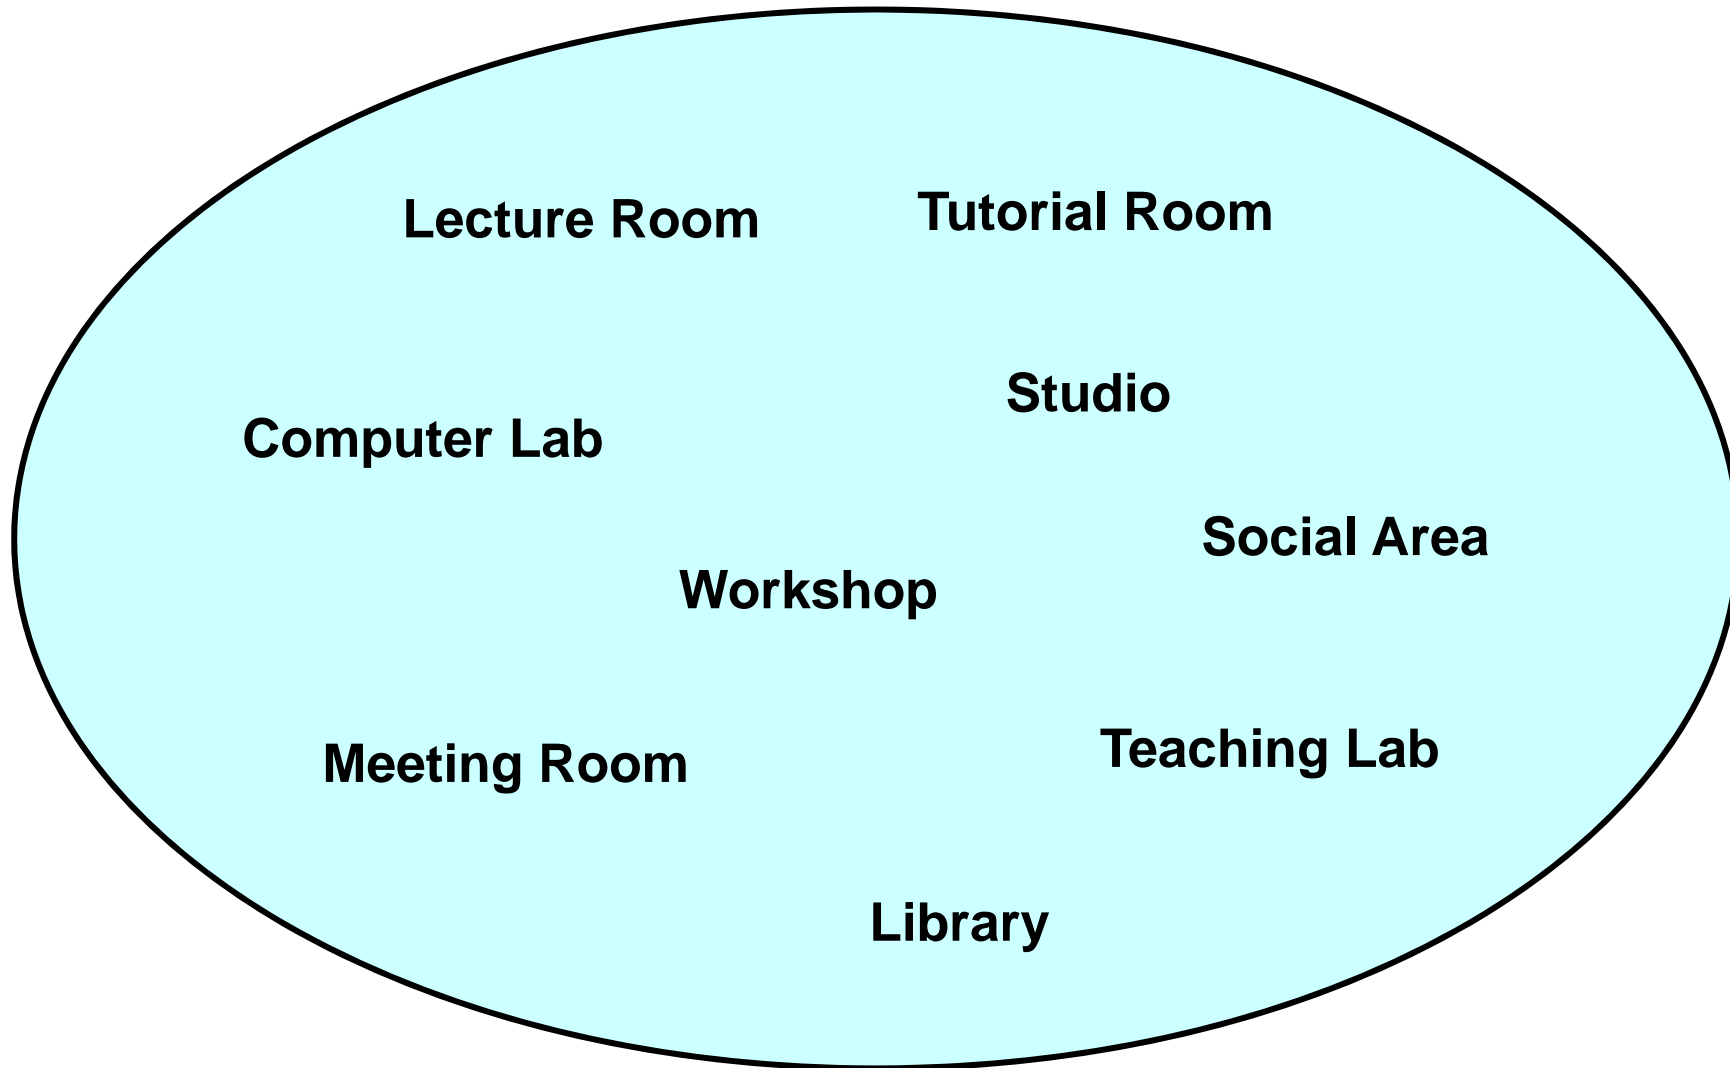 Lecture Room
Tutorial Room
Studio
Computer Lab
Social Area
Workshop
Teaching Lab
Meeting Room
Library